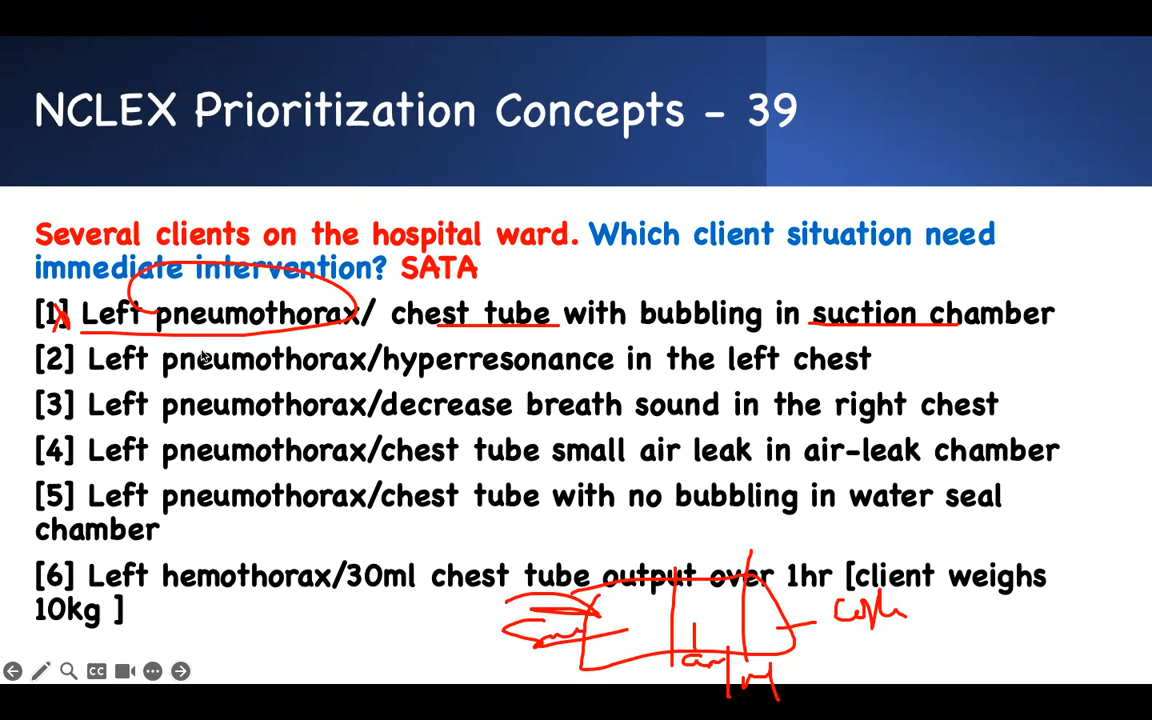 NCLEX Prioritization Concepts - 39
Several clients on the hospital ward. Which client situation need
immediate intervention? SATA
[1] Left pneumothorax/ chest tube with bubbling in suction chamber
[2] Left pneumothorax/hyperresonance in the left chest
[3] Left pneumothorax/decrease breath sound in the right chest
[4] Left pneumothorax/chest tube small air leak in air-leak chamber
[5] Left pneumothorax/chest tube with no bubbling in water seal
chamber
[6] Left hemothorax/30ml chest tube output over 1hr [client weighs
10kg ]